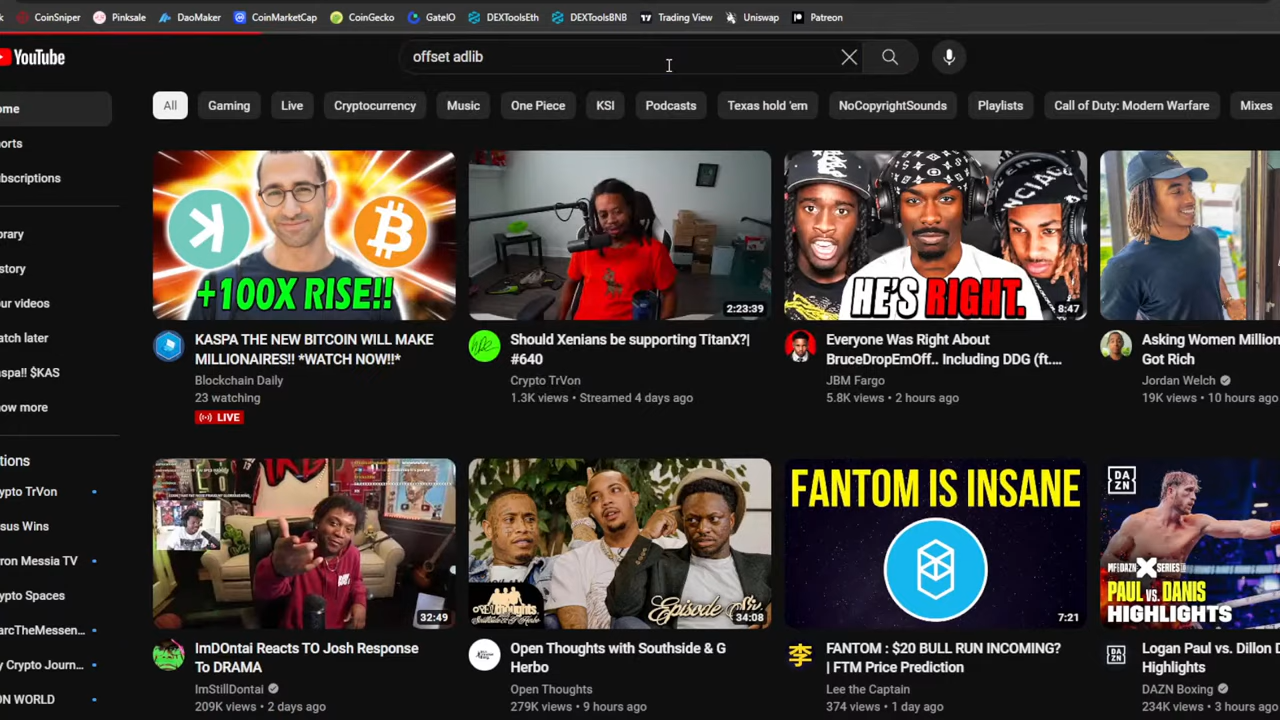 CoinSniper Pinksale DaoMaker CoinMarketCap CoinGecko GateIO DEXToolsEth DEXToolsBNB Trading View Uniswap Patreon
YouTube
offset adlib
ome
All Gaming Live Cryptocurrency Music One Piece KSI Podcasts Texas hold 'em NoCopyrightSounds Playlists Call of Duty: Modern Warfare Mixes
orts
ubscriptions
brary
story
ur videos
atch later
aspa!! $KAS
ow more
tions
ypto TrVon
sus Wins
ron Messia TV
ypto Spaces
arcTheMessen...
y Crypto Journ...
ON WORLD
+100X RISE!!
KASPA THE NEW BITCOIN WILL MAKE
MILLIONAIRES!! *WATCH NOW!!*
Blockchain Daily
23 watching
LIVE
2:23:39
Should Xenians be supporting TitanX?|
#640
Crypto TrVon
1.3K views • Streamed 4 days ago
HE'S RIGHT.
8:47
Everyone Was Right About
BruceDropEmOff.. Including DDG (ft....
JBM Fargo
5.8K views • 2 hours ago
Asking Women Million
Got Rich
Jordan Welch
19K views • 10 hours ago
32:49
ImDOntai Reacts TO Josh Response
To DRAMA
ImStillDontai
209K views • 2 days ago
Episode
34:08
Open Thoughts with Southside & G
Herbo
Open Thoughts
279K views • 9 hours ago
FANTOM IS INSANE
7:21
李
FANTOM : $20 BULL RUN INCOMING?
| FTM Price Prediction
Lee the Captain
374 views • 1 day ago
DAZN
X SERIES
PAUL VS. DANIS
HIGHLIGHTS
Logan Paul vs. Dillon D
Highlights
DAZN Boxing
234K views • 3 hours ag